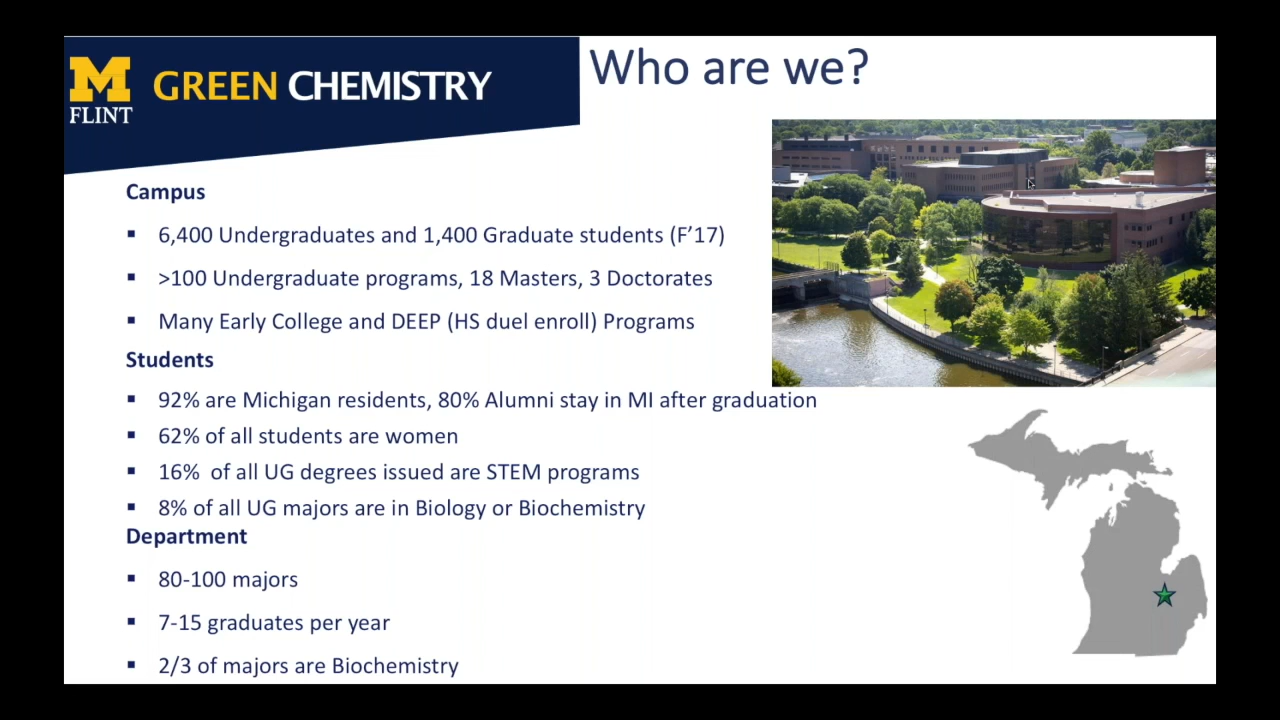 M
FLINT
GREEN CHEMISTRY
Who are we?
Campus
▪ 6,400 Undergraduates and 1,400 Graduate students (F’17)
▪ >100 Undergraduate programs, 18 Masters, 3 Doctorates
▪ Many Early College and DEEP (HS duel enroll) Programs
Students
▪ 92% are Michigan residents, 80% Alumni stay in MI after graduation
▪ 62% of all students are women
▪ 16% of all UG degrees issued are STEM programs
▪ 8% of all UG majors are in Biology or Biochemistry
Department
▪ 80-100 majors
▪ 7-15 graduates per year
▪ 2/3 of majors are Biochemistry